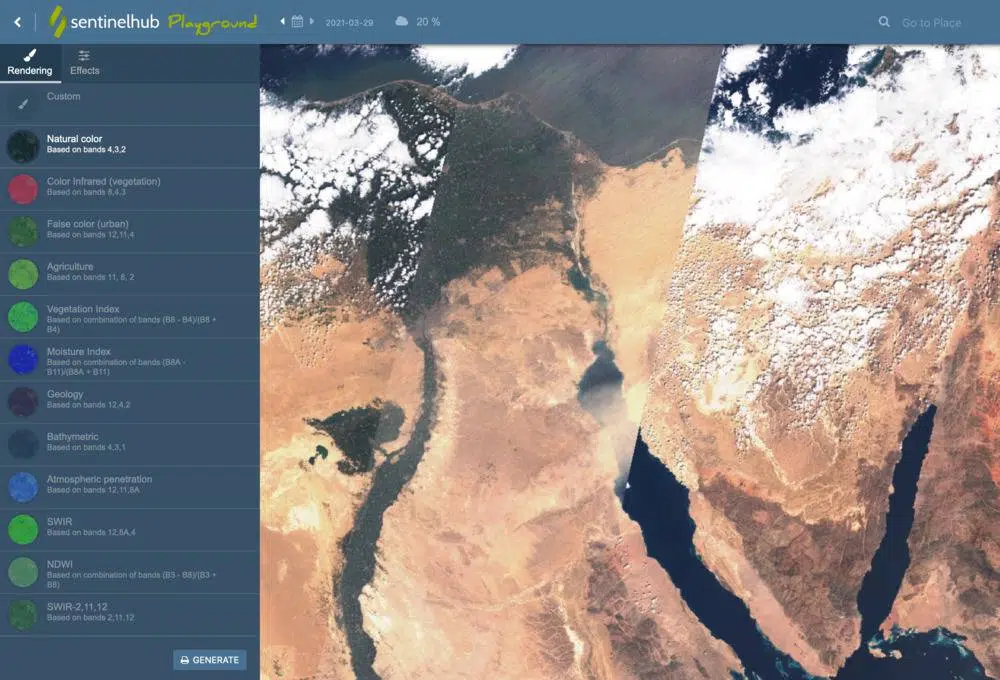 sentinelhub Playground
2021-03-29
20 %
Go to Place
Rendering
Effects
Custom
Natural color
Based on bands 4,3,2
Color Infrared (vegetation)
Based on bands 8,4,3
False color (urban)
Based on bands 12,11,4
Agriculture
Based on bands 11, 8, 2
Vegetation Index
Based on combination of bands (B8 - B4)/(B8 +
B4)
Moisture Index
Based on combination of bands (B8A -
B11)/(B8A + B11)
Geology
Based on bands 12,4,2
Bathymetric
Based on bands 4,3,1
Atmospheric penetration
Based on bands 12,11,8A
SWIR
Based on bands 12,8A,4
NDWI
Based on combination of bands (B3 - B8)/(B3 +
B8)
SWIR-2,11,12
Based on bands 2,11,12
GENERATE